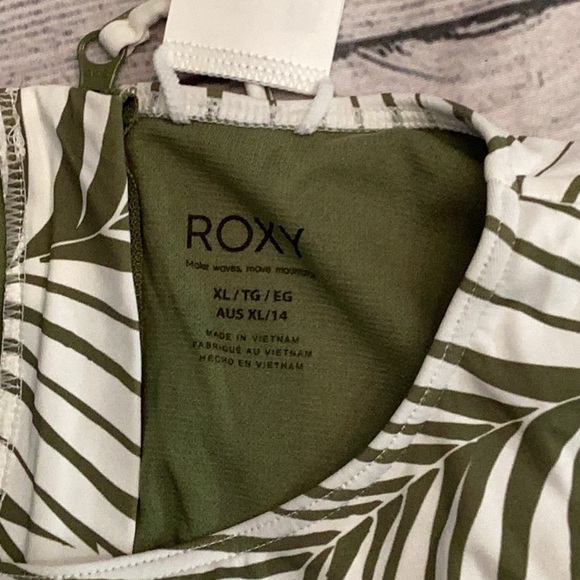 ROXY
Make waves, move mountains
XL / TG / EG
AUS XL/14
MADE IN VIETNAM
FABRIQUÉ AU VIETNAM
HECHO EN VIETNAM